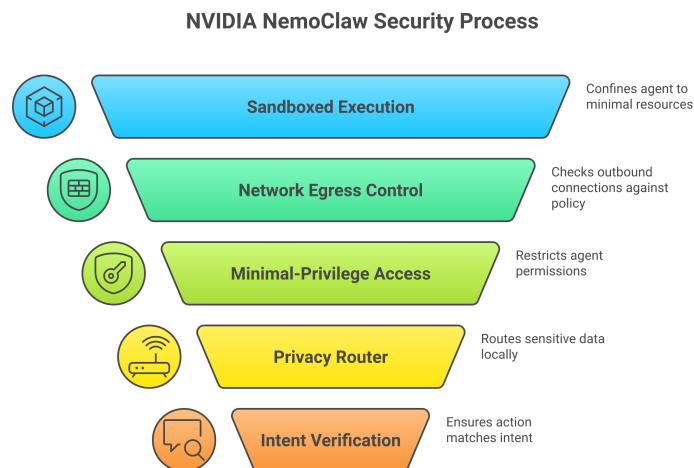 NVIDIA NemoClaw Security Process
Sandboxed Execution
Confines agent to
minimal resources
Network Egress Control
Checks outbound
connections against
policy
Minimal-Privilege Access
Restricts agent
permissions
Privacy Router
Routes sensitive data
locally
Intent Verification
Ensures action
matches intent